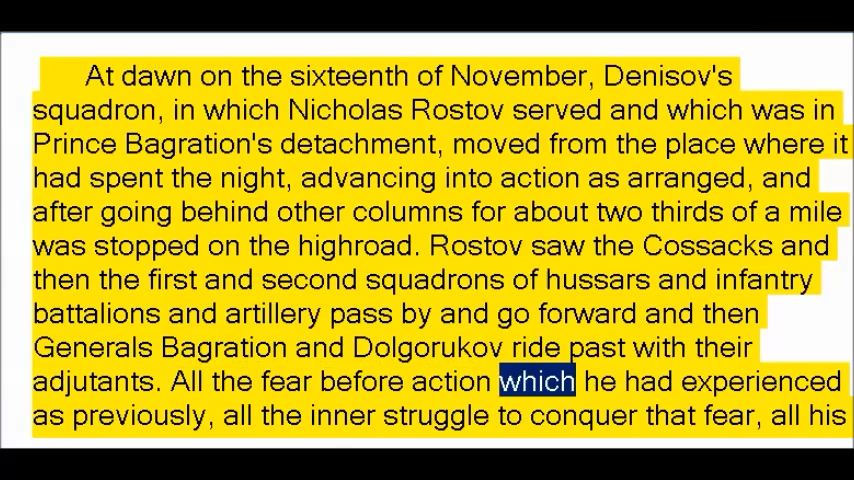 At dawn on the sixteenth of November, Denisov's
squadron, in which Nicholas Rostov served and which was in
Prince Bagration's detachment, moved from the place where it
had spent the night, advancing into action as arranged, and
after going behind other columns for about two thirds of a mile
was stopped on the highroad. Rostov saw the Cossacks and
then the first and second squadrons of hussars and infantry
battalions and artillery pass by and go forward and then
Generals Bagration and Dolgorukov ride past with their
adjutants. All the fear before action which he had experienced
as previously, all the inner struggle to conquer that fear, all his